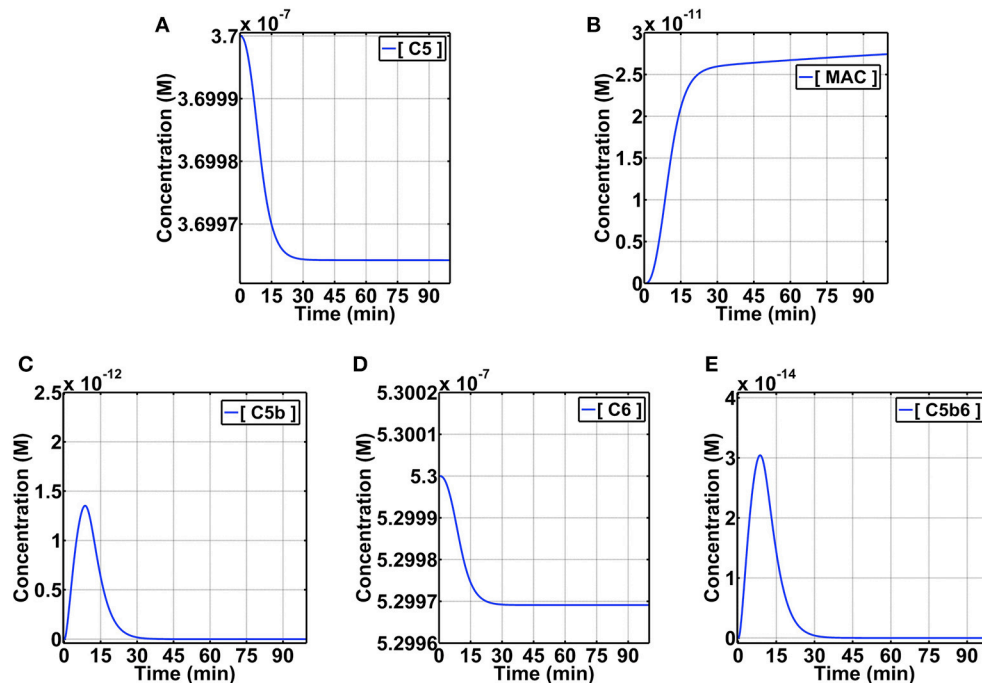 A
x 10-7
[ C5 ]
3.7
3.6999
3.6998
3.6997
Concentration (M)
0 15 30 45 60 75 90
Time (min)
B
x 10-11
[ MAC ]
3
2.5
2
1.5
1
0.5
0
Concentration (M)
0 15 30 45 60 75 90
Time (min)
C
x 10-12
[ C5b ]
2.5
2
1.5
1
0.5
0
Concentration (M)
0 15 30 45 60 75 90
Time (min)
D
x 10-7
[ C6 ]
5.3002
5.3001
5.3
5.2999
5.2998
5.2997
5.2996
Concentration (M)
0 15 30 45 60 75 90
Time (min)
E
x 10-14
[ C5b6 ]
4
3
2
1
0
Concentration (M)
0 15 30 45 60 75 90
Time (min)